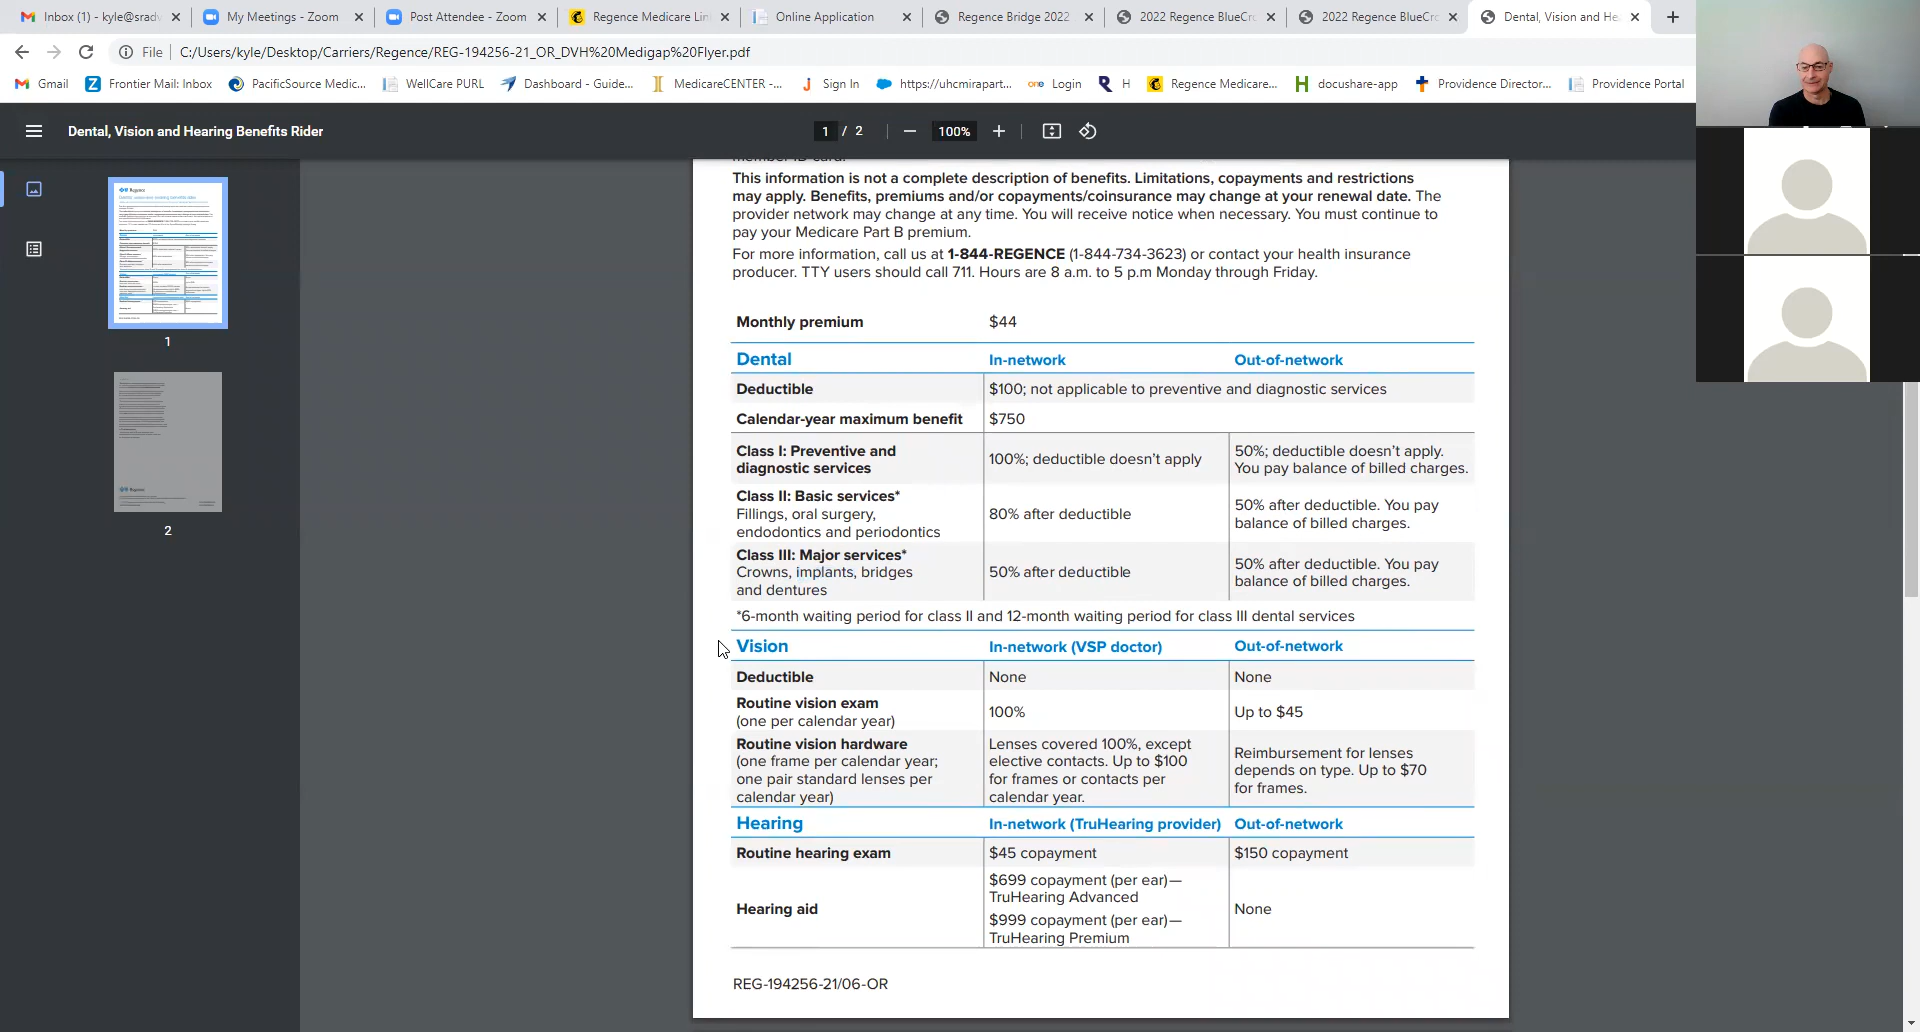 Inbox (1) - kyle@srad
My Meetings - Zoom
Post Attendee - Zoom
Regence Medicare Lin
Online Application
Regence Bridge 2022
2022 Regence BlueCro
2022 Regence BlueCro
Dental, Vision and He
File
C:/Users/kyle/Desktop/Carriers/Regence/REG-194256-21_OR_DVH%20Medigap%20Flyer.pdf
Gmail
Frontier Mail: Inbox
PacificSource Medic...
WellCare PURL
Dashboard - Guide...
MedicareCENTER -...
Sign In
https://uhcmirapart...
one Login
H
Regence Medicare...
docushare-app
Providence Director...
Providence Portal
Dental, Vision and Hearing Benefits Rider
1 / 2
100%
1
2
member ID card.
This information is not a complete description of benefits. Limitations, copayments and restrictions
may apply. Benefits, premiums and/or copayments/coinsurance may change at your renewal date. The
provider network may change at any time. You will receive notice when necessary. You must continue to
pay your Medicare Part B premium.
For more information, call us at 1-844-REGENCE (1-844-734-3623) or contact your health insurance
producer. TTY users should call 711. Hours are 8 a.m. to 5 p.m Monday through Friday.
Monthly premium $44
Dental In-network Out-of-network
Deductible $100; not applicable to preventive and diagnostic services
Calendar-year maximum benefit $750
Class I: Preventive and
diagnostic services
100%; deductible doesn't apply
50%; deductible doesn't apply.
You pay balance of billed charges.
Class II: Basic services*
Fillings, oral surgery,
endodontics and periodontics
80% after deductible
50% after deductible. You pay
balance of billed charges.
Class III: Major services*
Crowns, implants, bridges
and dentures
50% after deductible
50% after deductible. You pay
balance of billed charges.
*6-month waiting period for class II and 12-month waiting period for class III dental services
Vision In-network (VSP doctor) Out-of-network
Deductible None None
Routine vision exam
(one per calendar year)
100%
Up to $45
Routine vision hardware
(one frame per calendar year;
one pair standard lenses per
calendar year)
Lenses covered 100%, except
elective contacts. Up to $100
for frames or contacts per
calendar year.
Reimbursement for lenses
depends on type. Up to $70
for frames.
Hearing In-network (TruHearing provider) Out-of-network
Routine hearing exam $45 copayment $150 copayment
Hearing aid
$699 copayment (per ear)—
TruHearing Advanced
$999 copayment (per ear)—
TruHearing Premium
None
REG-194256-21/06-OR